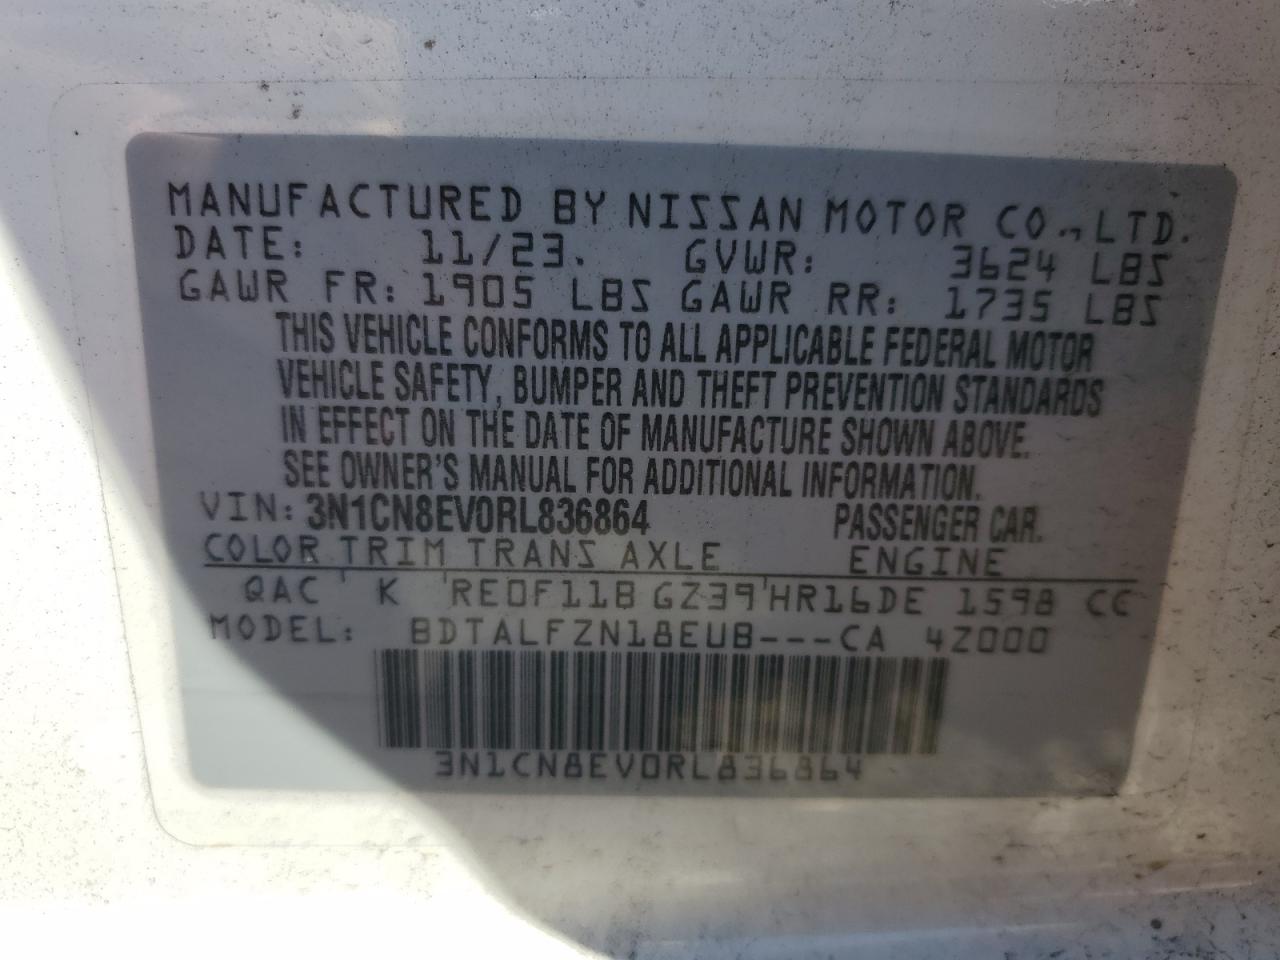 MANUFACTURED BY NISSAN MOTOR CO., LTD.
DATE: 11/23. GVWR: 3624 LBS
GAWR FR: 1905 LBS GAWR RR: 1735 LBS
THIS VEHICLE CONFORMS TO ALL APPLICABLE FEDERAL MOTOR
VEHICLE SAFETY, BUMPER AND THEFT PREVENTION STANDARDS
IN EFFECT ON THE DATE OF MANUFACTURE SHOWN ABOVE.
SEE OWNER'S MANUAL FOR ADDITIONAL INFORMATION.
VIN: 3N1CN8EV0RL836864 PASSENGER CAR.
COLOR TRIM TRANS AXLE ENGINE
QAC ' K 'RE0F11B GZ39'HR16DE 1598 CC
MODEL: BDTALFZN18EUB---CA 4Z000
3N1CN8EV0RL836864